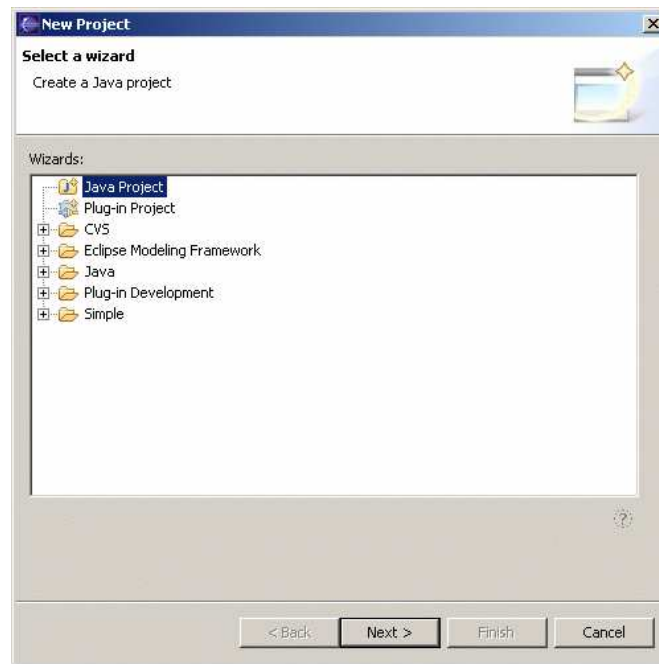 New Project
Select a wizard
Create a Java project
Wizards:
Java Project
Plug-in Project
CVS
Eclipse Modeling Framework
Java
Plug-in Development
Simple
?
< Back
Next >
Finish
Cancel